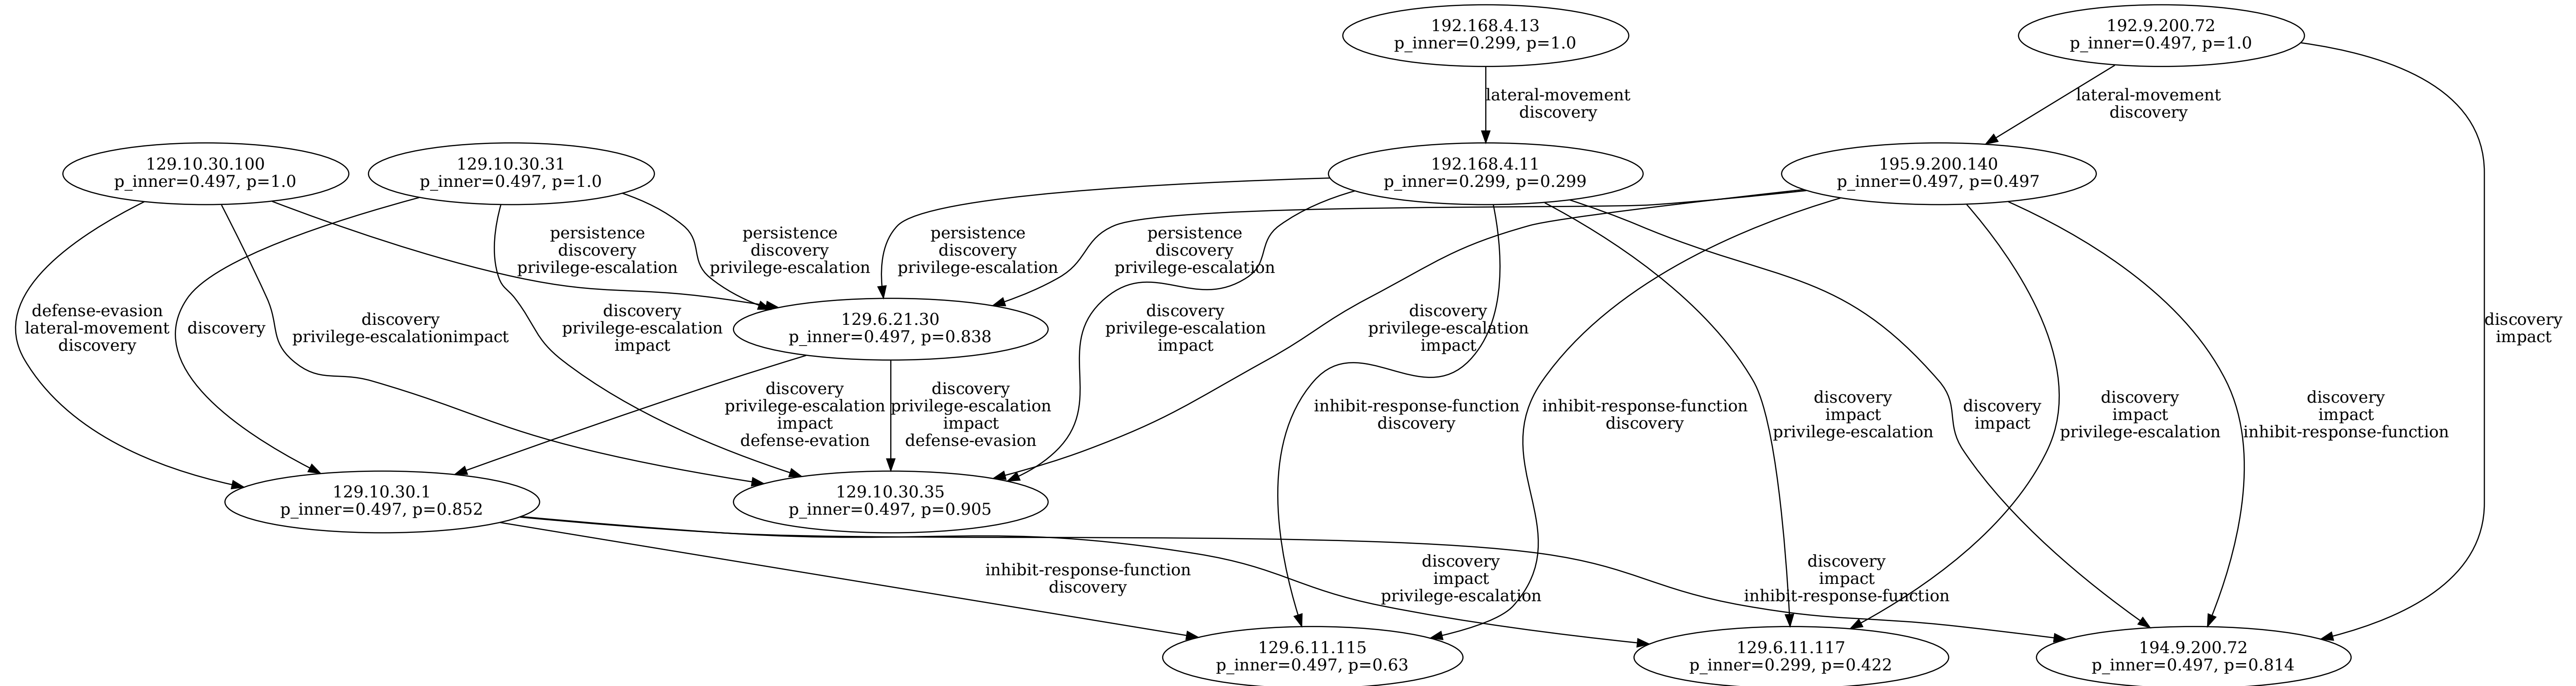 192.168.4.13
p_inner=0.299, p=1.0
192.9.200.72
p_inner=0.497, p=1.0
lateral-movement
discovery
lateral-movement
discovery
129.10.30.100
p_inner=0.497, p=1.0
129.10.30.31
p_inner=0.497, p=1.0
192.168.4.11
p_inner=0.299, p=0.299
195.9.200.140
p_inner=0.497, p=0.497
persistence
discovery
privilege-escalation
persistence
discovery
privilege-escalation
persistence
discovery
privilege-escalation
persistence
discovery
privilege-escalation
defense-evasion
lateral-movement
discovery
discovery
discovery
privilege-escalationimpact
discovery
privilege-escalation
impact
129.6.21.30
p_inner=0.497, p=0.838
discovery
privilege-escalation
impact
discovery
privilege-escalation
impact
discovery
impact
discovery
privilege-escalation
impact
defense-evation
discovery
privilege-escalation
impact
defense-evasion
inhibit-response-function
discovery
inhibit-response-function
discovery
discovery
impact
privilege-escalation
discovery
impact
discovery
impact
privilege-escalation
discovery
impact
inhibit-response-function
129.10.30.1
p_inner=0.497, p=0.852
129.10.30.35
p_inner=0.497, p=0.905
inhibit-response-function
discovery
discovery
impact
privilege-escalation
discovery
impact
inhibit-response-function
129.6.11.115
p_inner=0.497, p=0.63
129.6.11.117
p_inner=0.299, p=0.422
194.9.200.72
p_inner=0.497, p=0.814